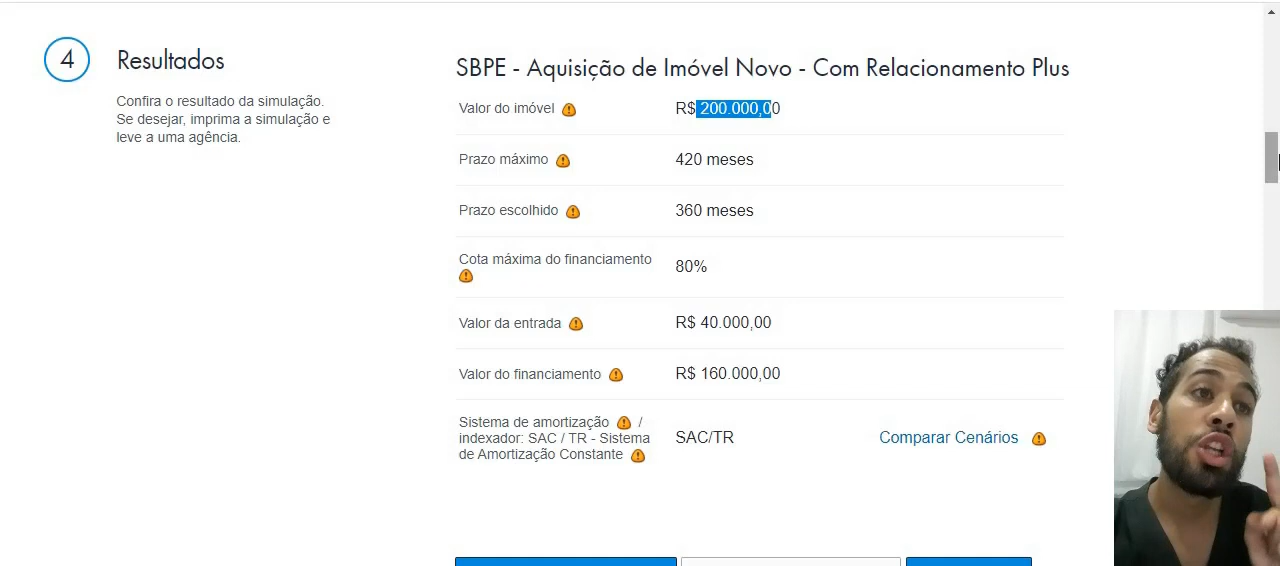 4
Resultados
Confira o resultado da simulação.
Se desejar, imprima a simulação e
leve a uma agência.
SBPE - Aquisição de Imóvel Novo - Com Relacionamento Plus
Valor do imóvel R$ 200.000,00
Prazo máximo 420 meses
Prazo escolhido 360 meses
Cota máxima do financiamento 80%
Valor da entrada R$ 40.000,00
Valor do financiamento R$ 160.000,00
Sistema de amortização /
indexador: SAC / TR - Sistema
de Amortização Constante
SAC/TR
Comparar Cenários